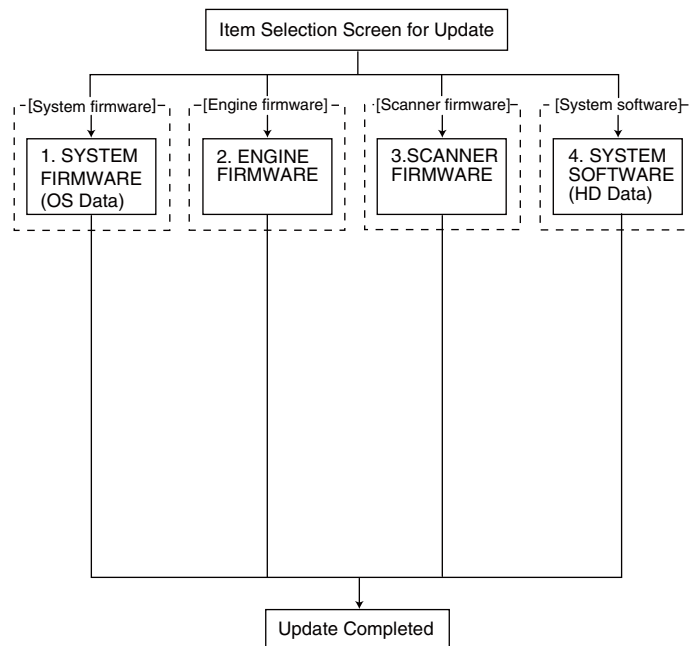 Item Selection Screen for Update
[System firmware]
[Engine firmware]
[Scanner firmware]
[System software]
1. SYSTEM
FIRMWARE
(OS Data)
2. ENGINE
FIRMWARE
3.SCANNER
FIRMWARE
4. SYSTEM
SOFTWARE
(HD Data)
Update Completed